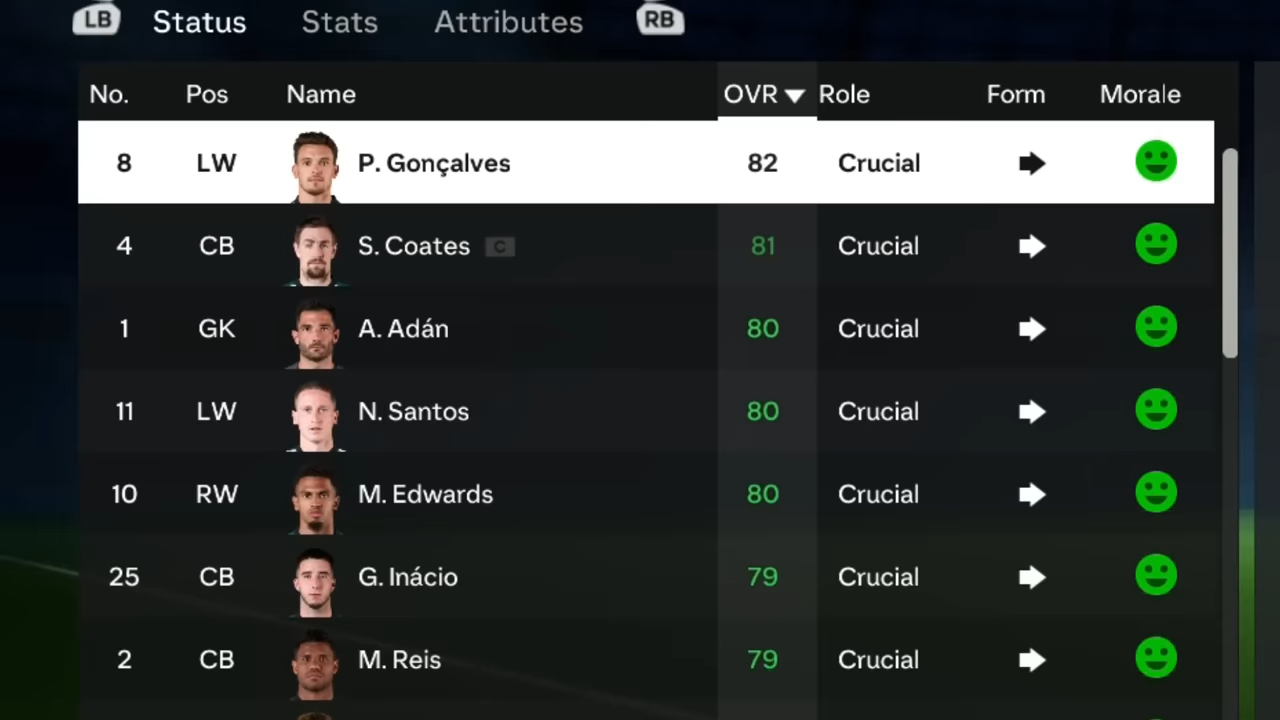 LB Status Stats Attributes RB
No. Pos Name OVR Role Form Morale
8 LW P. Gonçalves 82 Crucial
4 CB S. Coates C 81 Crucial
1 GK A. Adán 80 Crucial
11 LW N. Santos 80 Crucial
10 RW M. Edwards 80 Crucial
25 CB G. Inácio 79 Crucial
2 CB M. Reis 79 Crucial